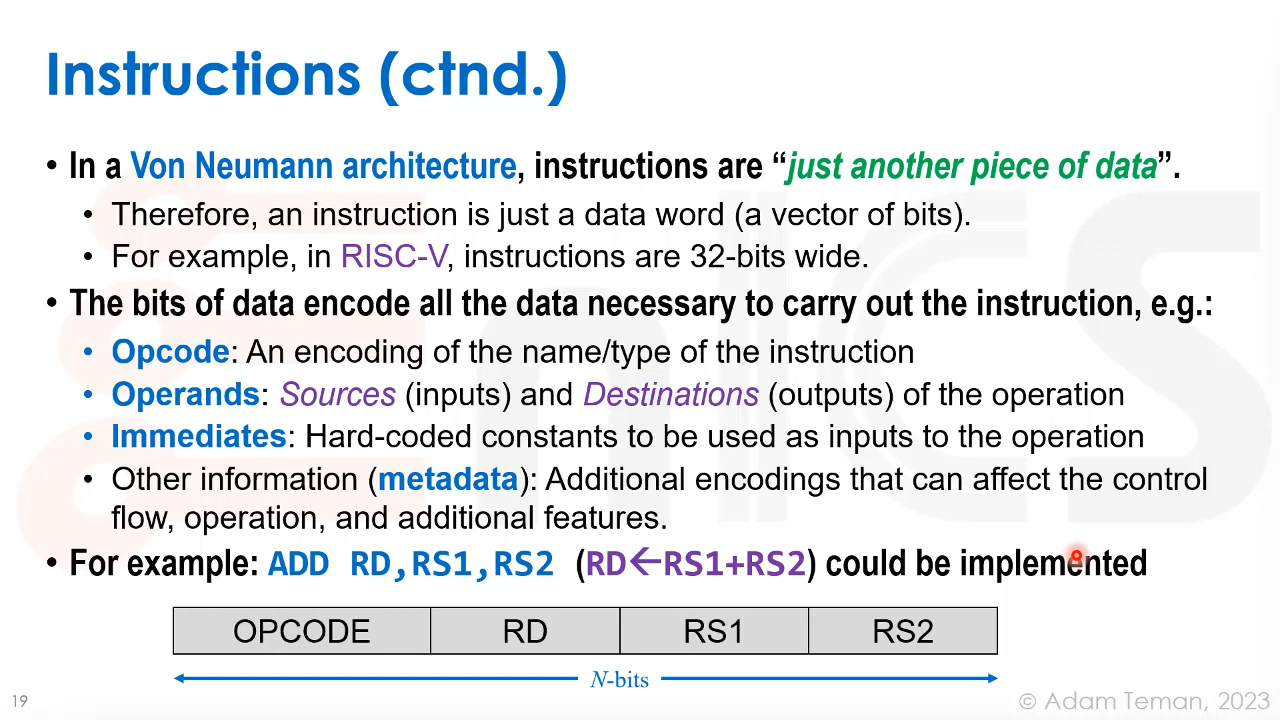 Instructions (ctnd.)
• In a Von Neumann architecture, instructions are “just another piece of data”.
• Therefore, an instruction is just a data word (a vector of bits).
• For example, in RISC-V, instructions are 32-bits wide.
• The bits of data encode all the data necessary to carry out the instruction, e.g.:
• Opcode: An encoding of the name/type of the instruction
• Operands: Sources (inputs) and Destinations (outputs) of the operation
• Immediates: Hard-coded constants to be used as inputs to the operation
• Other information (metadata): Additional encodings that can affect the control
flow, operation, and additional features.
• For example: ADD RD,RS1,RS2 (RD←RS1+RS2) could be implemented
OPCODE RD RS1 RS2
N-bits
19
© Adam Teman, 2023